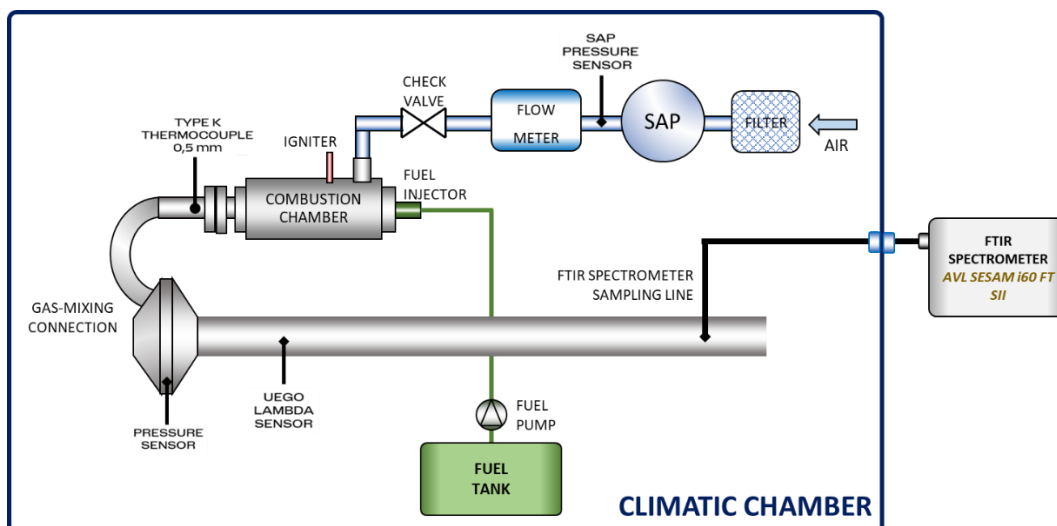 SAP
PRESSURE
SENSOR
CHECK
VALVE
FLOW
METER
SAP
FILTER
AIR
TYPE K
THERMOCOUPLE
0,5 mm
IGNITER
FUEL
INJECTOR
COMBUSTION
CHAMBER
FTIR
SPECTROMETER
AVL SESAM i60 FT
SII
FTIR SPECTROMETER
SAMPLING LINE
GAS-MIXING
CONNECTION
UEGO
LAMBDA
SENSOR
PRESSURE
SENSOR
FUEL
PUMP
FUEL
TANK
CLIMATIC CHAMBER